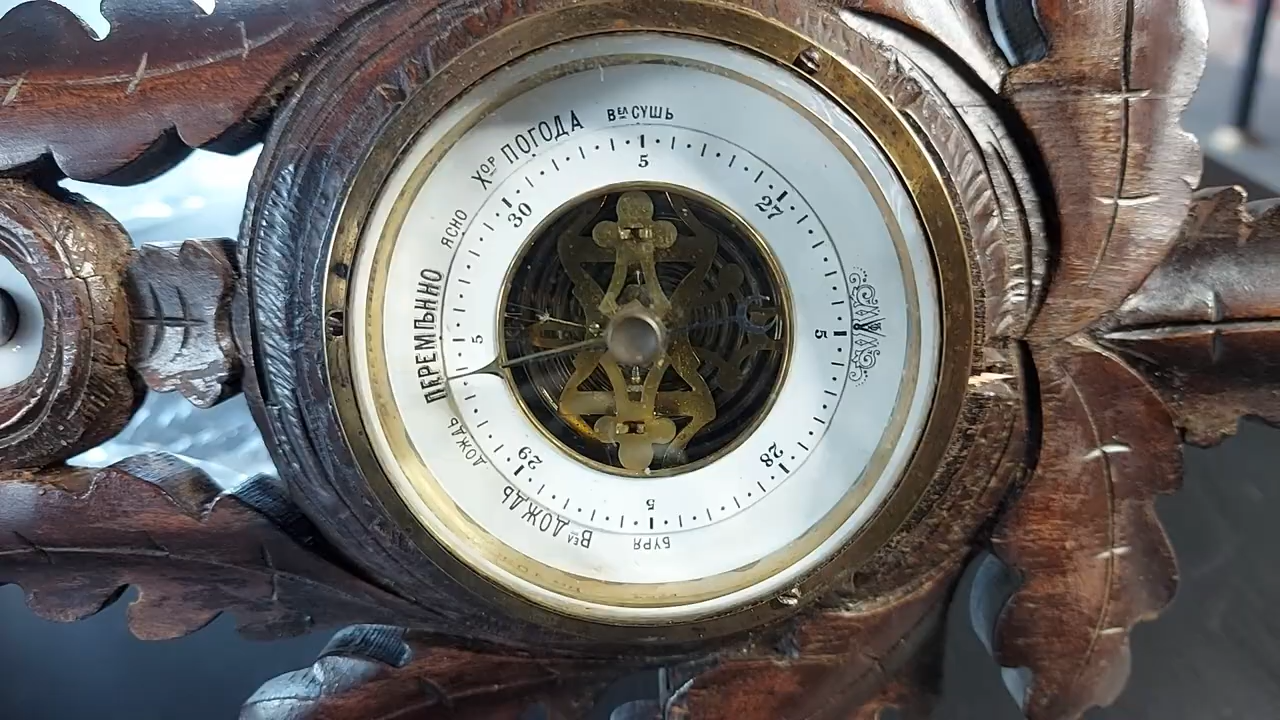 ВЕЛ СУШЬ
ХОР ПОГОДА
ЯСНО
ПЕРЕМѢННО
ДОЖДЬ
ВЕЛ ДОЖДЬ
БУРЯ
5
27
5
28
5
29
5
30